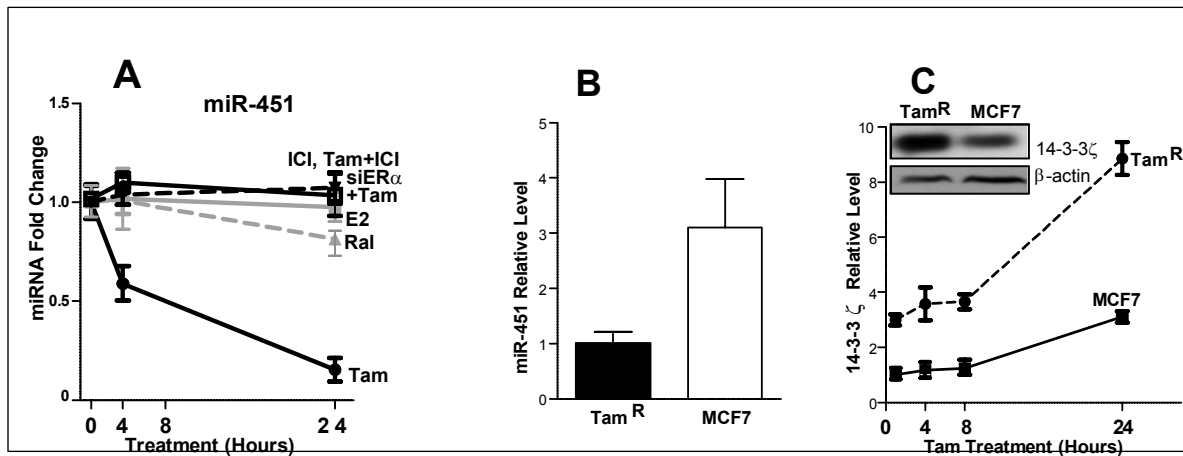 A
miR-451
miRNA Fold Change
1.5
1.0
0.5
0
ICI, Tam+ICI
siERα
+Tam
E2
Ral
Tam
0 4 8 2 4
Treatment (Hours)
B
miR-451 Relative Level
5
4
3
2
1
0
Tam R MCF7
C
TamR MCF7
14-3-3ζ
β-actin
14-3-3 ζ Relative Level
10
8
6
4
2
0
TamR
MCF7
0 4 8 24
Tam Treatment (Hours)